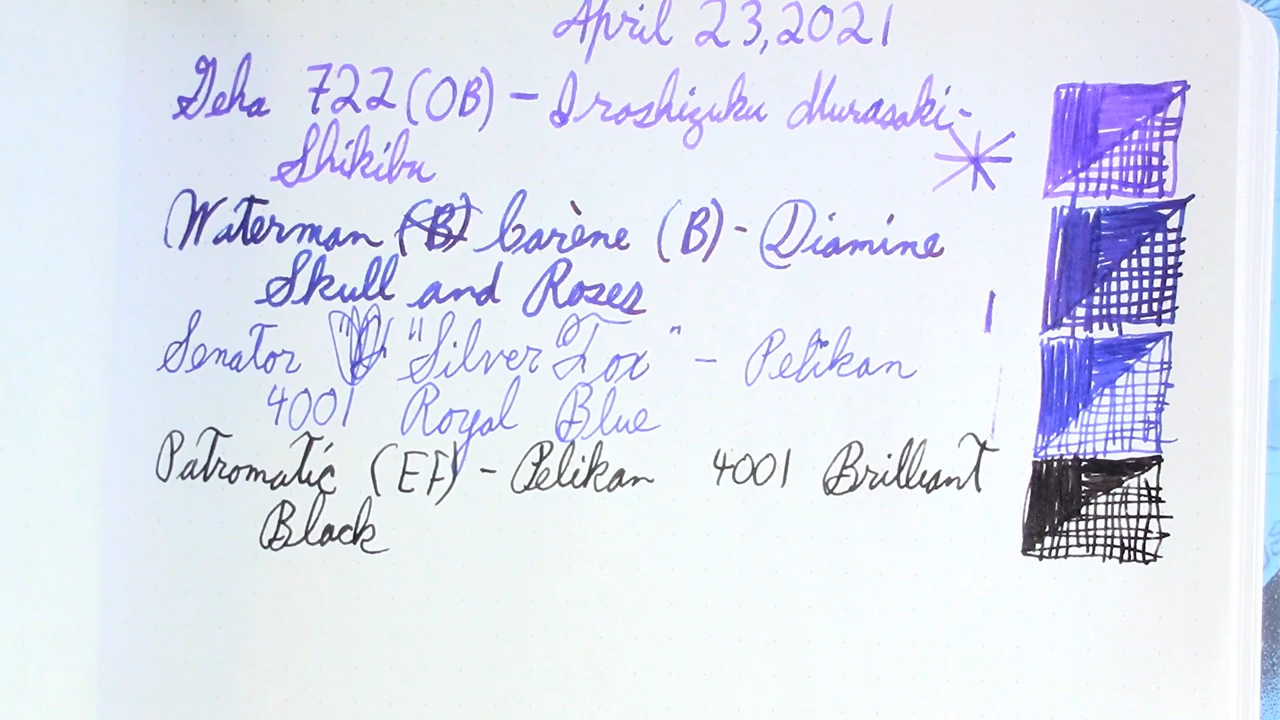 April 23, 2021
Geha 722 (OB) - Iroshizuku Murasaki-
Shikibu
Waterman (B) Carène (B) - Diamine
Skull and Roses
Senator "Silver Fox" - Pelikan
4001 Royal Blue
Patromatic (EF) - Pelikan 4001 Brilliant
Black